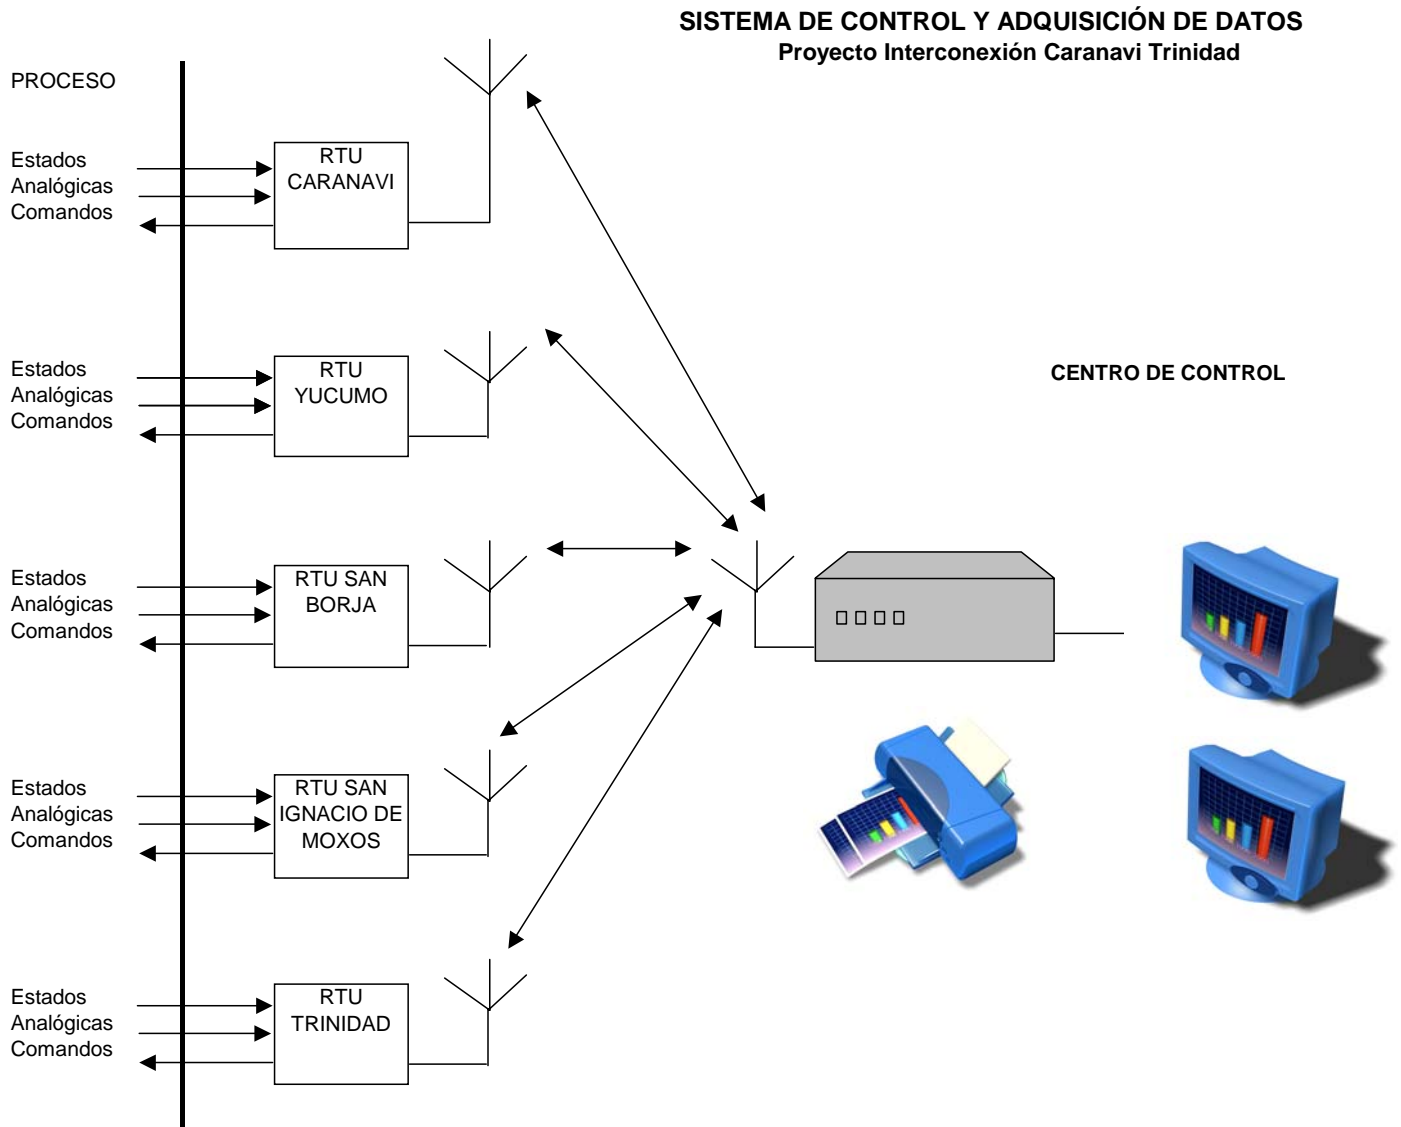 SISTEMA DE CONTROL Y ADQUISICIÓN DE DATOS
Proyecto Interconexión Caranavi Trinidad
PROCESO
Estados
Analógicas
Comandos
RTU
CARANAVI
Estados
Analógicas
Comandos
RTU
YUCUMO
CENTRO DE CONTROL
Estados
Analógicas
Comandos
RTU SAN
BORJA
Estados
Analógicas
Comandos
RTU SAN
IGNACIO DE
MOXOS
Estados
Analógicas
Comandos
RTU
TRINIDAD